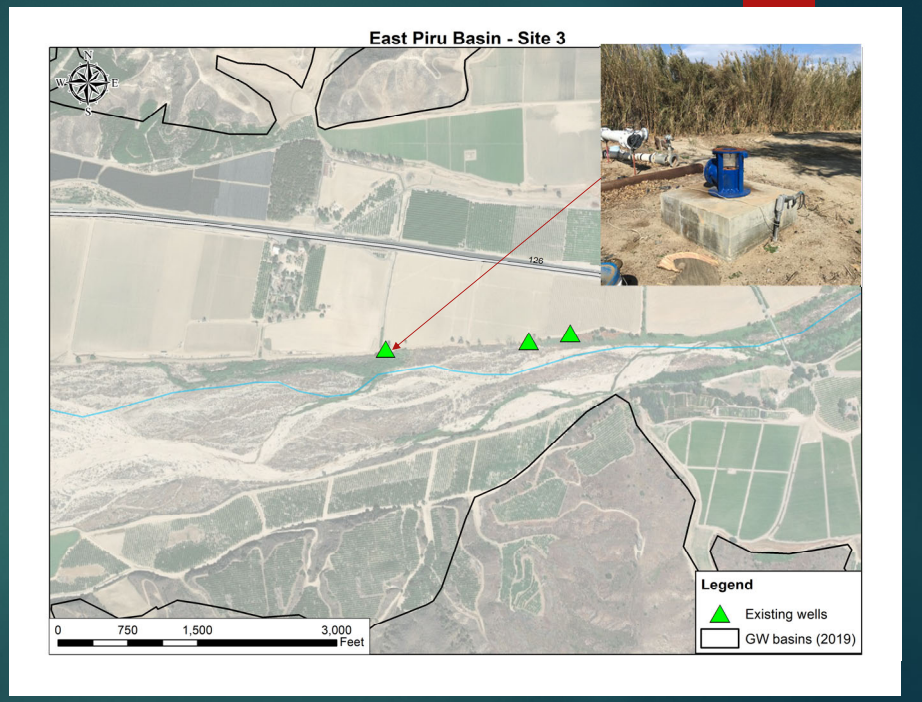 East Piru Basin - Site 3
N
W
E
S
126
Legend
Existing wells
GW basins (2019)
0 750 1,500 3,000
Feet